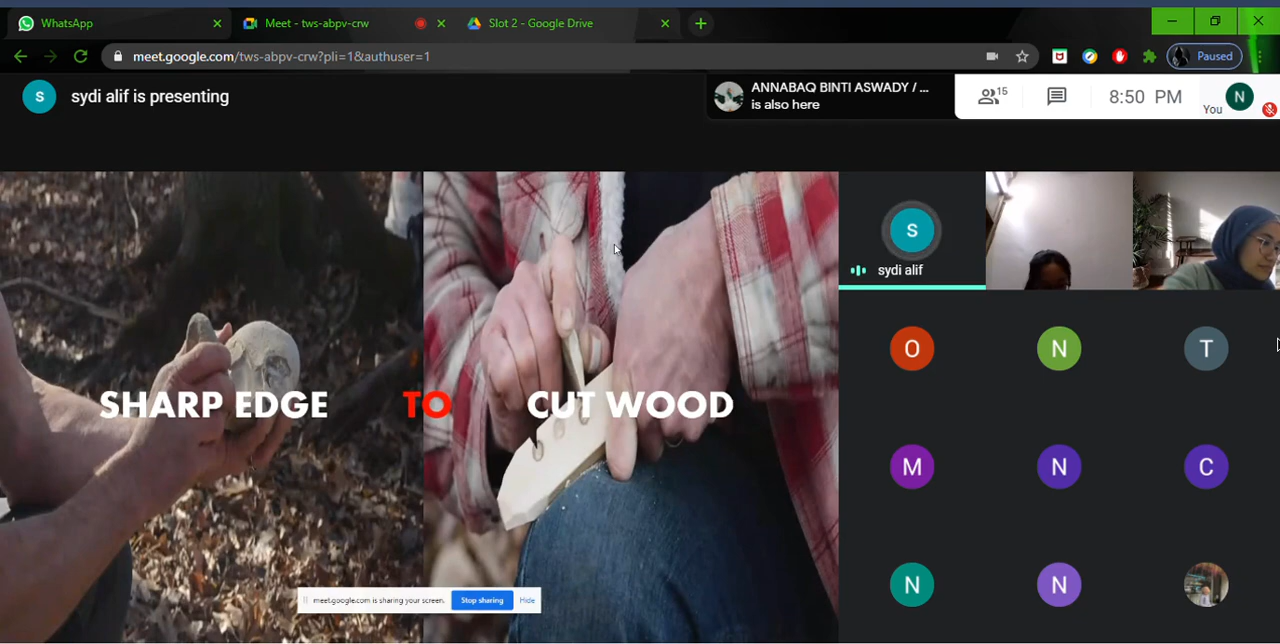 WhatsApp
Meet - tws-abpv-crw
Slot 2 - Google Drive
meet.google.com/tws-abpv-crw?pli=1&authuser=1
Paused
S
sydi alif is presenting
ANNABAQ BINTI ASWADY / ...
is also here
15
8:50 PM
You
N
S
sydi alif
O
N
T
SHARP EDGE TO CUT WOOD
M
N
C
N
N
meet.google.com is sharing your screen.
Stop sharing
Hide